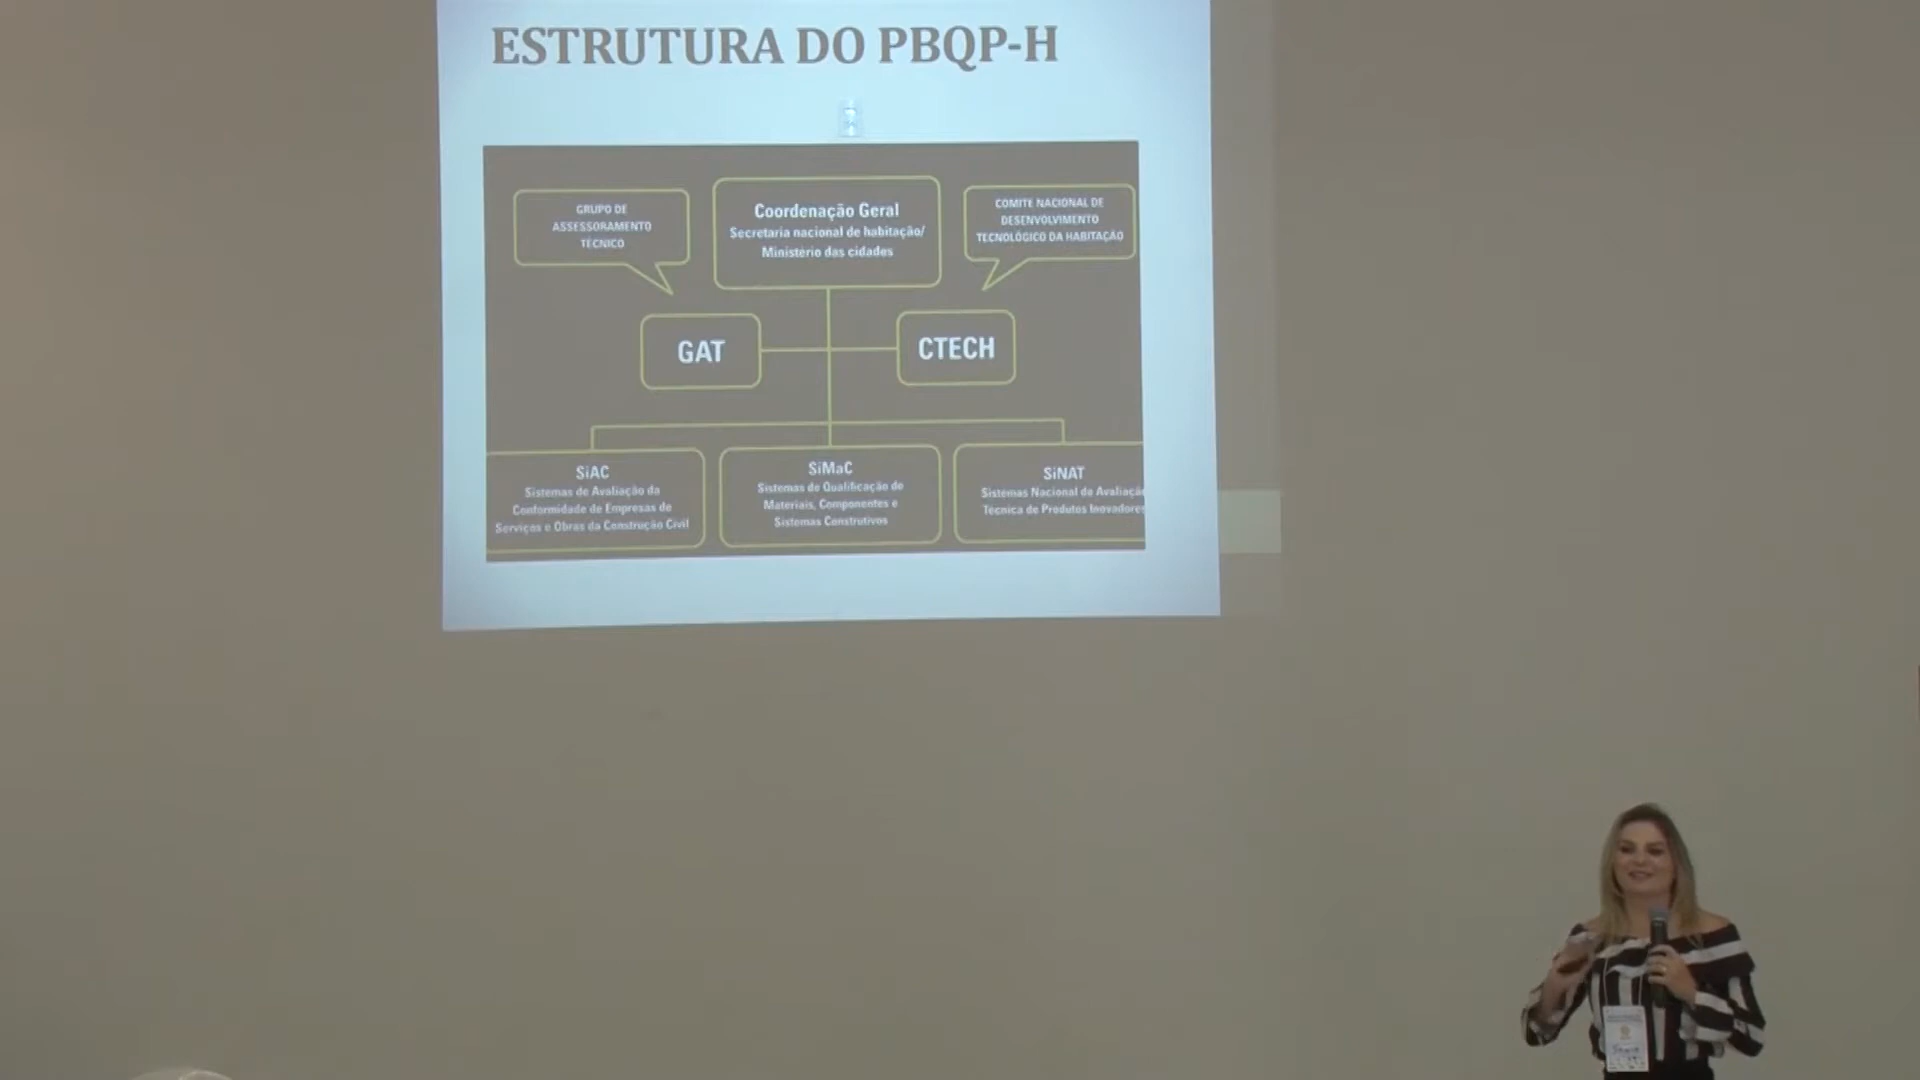 ESTRUTURA DO PBQP-H
GRUPO DE
ASSESSORAMENTO
TÉCNICO
Coordenação Geral
Secretaria nacional de habitação/
Ministério das cidades
COMITE NACIONAL DE
DESENVOLVIMENTO
TECNOLÓGICO DA HABITAÇÃO
GAT
CTECH
SiAC
Sistemas de Avaliação da
Conformidade de Empresas de
Serviços e Obras da Construção Civil
SiMaC
Sistemas de Qualificação de
Materiais, Componentes e
Sistemas Construtivos
SiNAT
Sistemas Nacional de Avaliação
Técnica de Produtos Inovadores